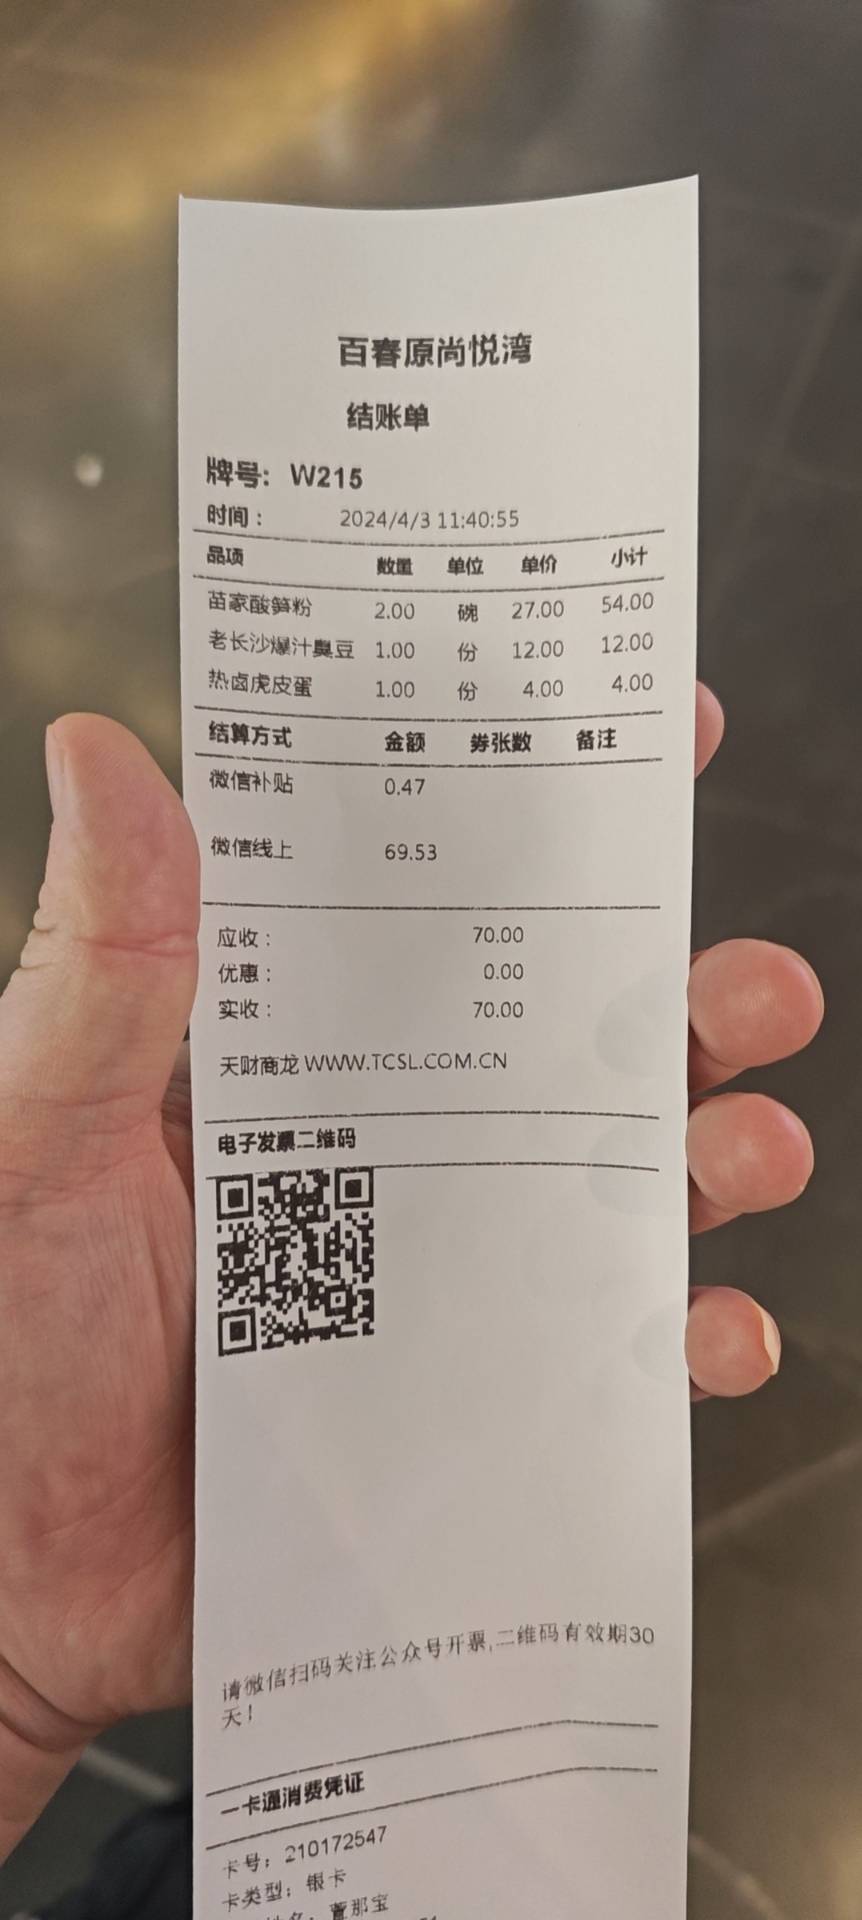 百春原尚悦湾
结账单
牌号: W215
时间： 2024/4/3 11:40:55
品项 数量 单位 单价 小计
苗家酸笋粉 2.00 碗 27.00 54.00
老长沙爆汁臭豆 1.00 份 12.00 12.00
热卤虎皮蛋 1.00 份 4.00 4.00
结算方式 金额 券张数 备注
微信补贴 0.47
微信线上 69.53
应收： 70.00
优惠： 0.00
实收： 70.00
天财商龙 WWW.TCSL.COM.CN
电子发票二维码
请微信扫码关注公众号开票,二维码有效期30
天!
一卡通消费凭证
卡号: 210172547
卡类型: 银卡
姓名: 那宝